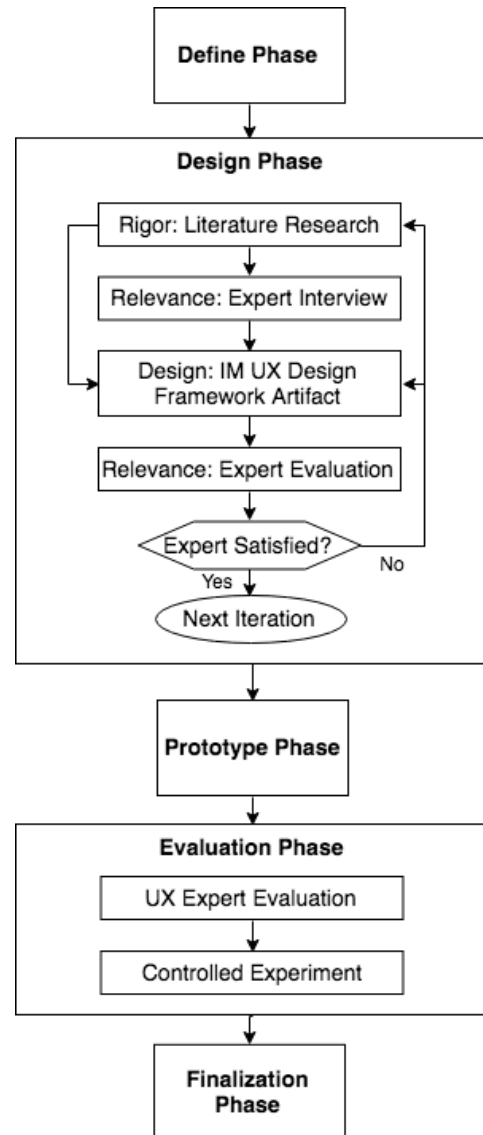 Define Phase
Design Phase
Rigor: Literature Research
Relevance: Expert Interview
Design: IM UX Design
Framework Artifact
Relevance: Expert Evaluation
Expert Satisfied?
No
Yes
Next Iteration
Prototype Phase
Evaluation Phase
UX Expert Evaluation
Controlled Experiment
Finalization
Phase